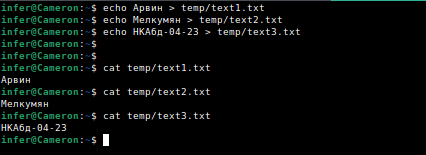 infer@Cameron:~$ echo Арвин > temp/text1.txt
infer@Cameron:~$ echo Мелкумян > temp/text2.txt
infer@Cameron:~$ echo НКАбд-04-23 > temp/text3.txt
infer@Cameron:~$
infer@Cameron:~$
infer@Cameron:~$ cat temp/text1.txt
Арвин
infer@Cameron:~$ cat temp/text2.txt
Мелкумян
infer@Cameron:~$ cat temp/text3.txt
НКАбд-04-23
infer@Cameron:~$